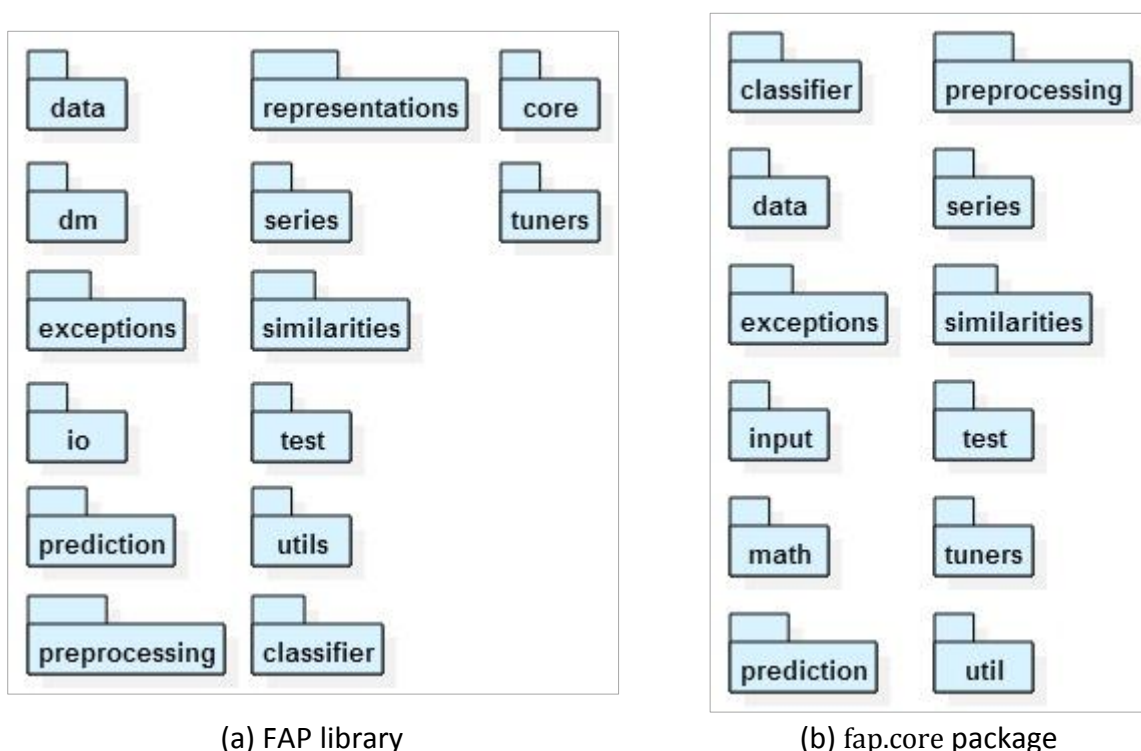 data
representations
core
dm
series
tuners
exceptions
similarities
io
test
prediction
utils
preprocessing
classifier
(a) FAP library
classifier
preprocessing
data
series
exceptions
similarities
input
test
math
tuners
prediction
util
(b) fap.core package